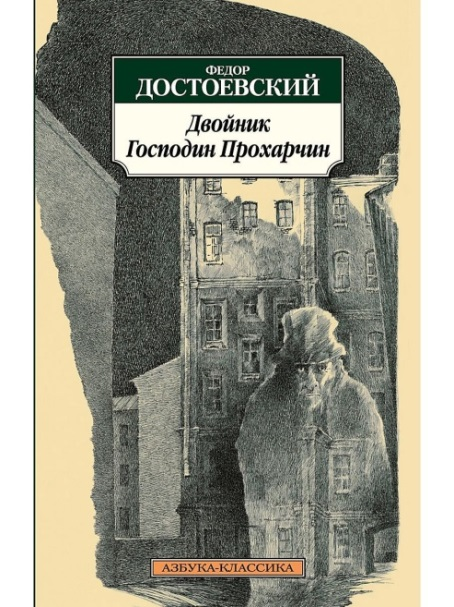 ФЕДОР
ДОСТОЕВСКИЙ
Двойник
Господин Прохарчин
АЗБУКА-КЛАССИКА